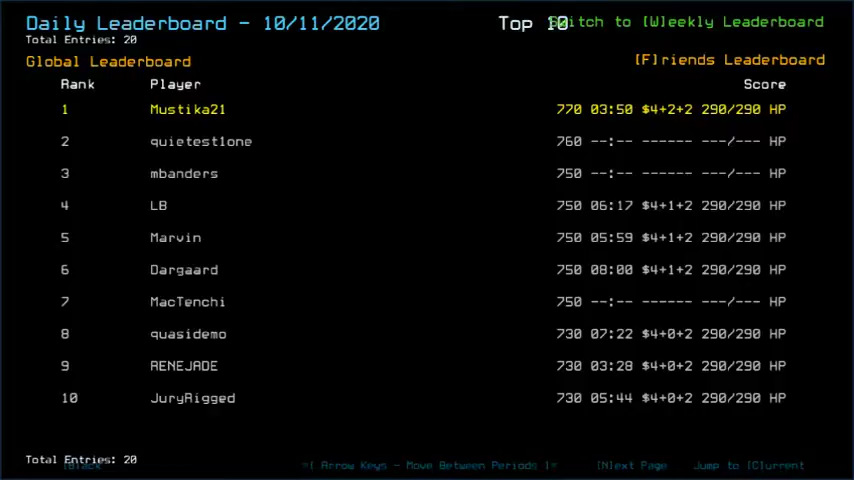 Daily Leaderboard - 10/11/2020 Top 10 Switch to [W]eekly Leaderboard
Total Entries: 20
Global Leaderboard [F]riends Leaderboard
Rank Player Score
1 Mustika21 770 03:50 $4+2+2 290/290 HP
2 quietest1one 760 --:-- ------ ---/--- HP
3 mbanders 750 --:-- ------ ---/--- HP
4 LB 750 06:17 $4+1+2 290/290 HP
5 Marvin 750 05:59 $4+1+2 290/290 HP
6 Dargaard 750 08:00 $4+1+2 290/290 HP
7 MacTenchi 750 --:-- ------ ---/--- HP
8 quasidemo 730 07:22 $4+0+2 290/290 HP
9 RENEJADE 730 03:28 $4+0+2 290/290 HP
10 JuryRigged 730 05:44 $4+0+2 290/290 HP
Total Entries: 20
[B]ack =[ Arrow Keys - Move Between Periods ]= [N]ext Page Jump to [C]urrent